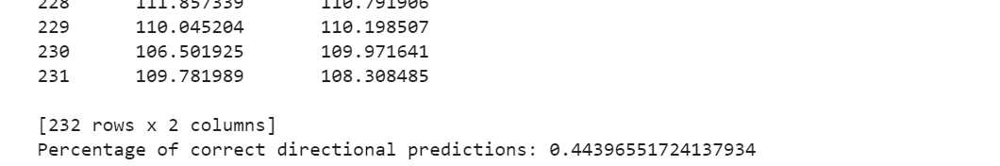 228 111.857339 110.791906
229 110.045204 110.198507
230 106.501925 109.971641
231 109.781989 108.308485
[232 rows x 2 columns]
Percentage of correct directional predictions: 0.44396551724137934